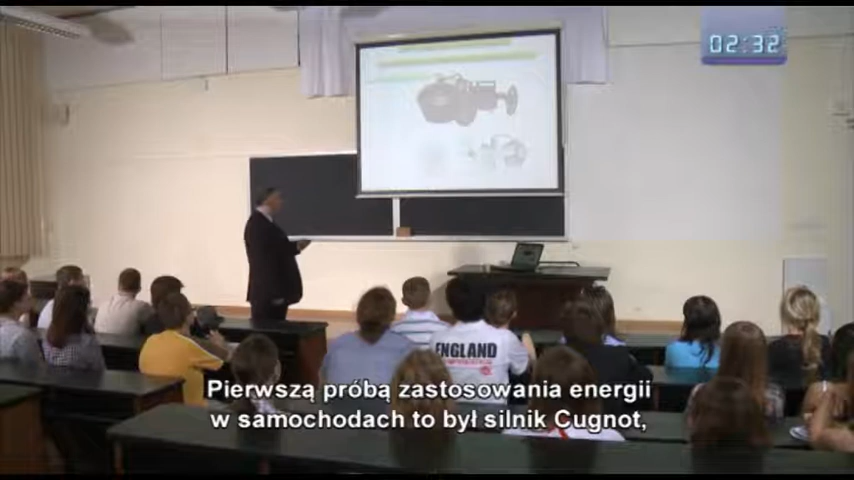 02:32
ENGLAND
Pierwszą próbą zastosowania energii
w samochodach to był silnik Cugnot,